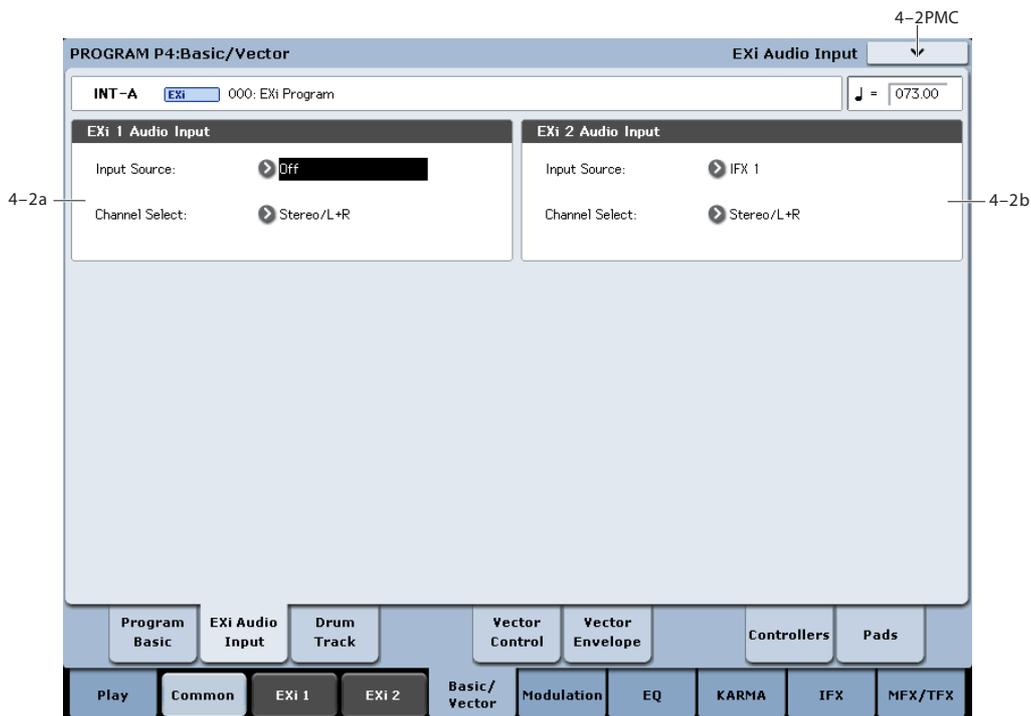 4–2PMC
PROGRAM P4:Basic/Vector EXi Audio Input
INT-A EXi 000: EXi Program ♩ = 073.00
EXi 1 Audio Input EXi 2 Audio Input
Input Source: Off Input Source: IFX 1
4–2a 4–2b
Channel Select: Stereo/L+R Channel Select: Stereo/L+R
Program Basic EXi Audio Input Drum Track Vector Control Vector Envelope Controllers Pads
Play Common EXi 1 EXi 2 Basic/Vector Modulation EQ KARMA IFX MFX/TFX